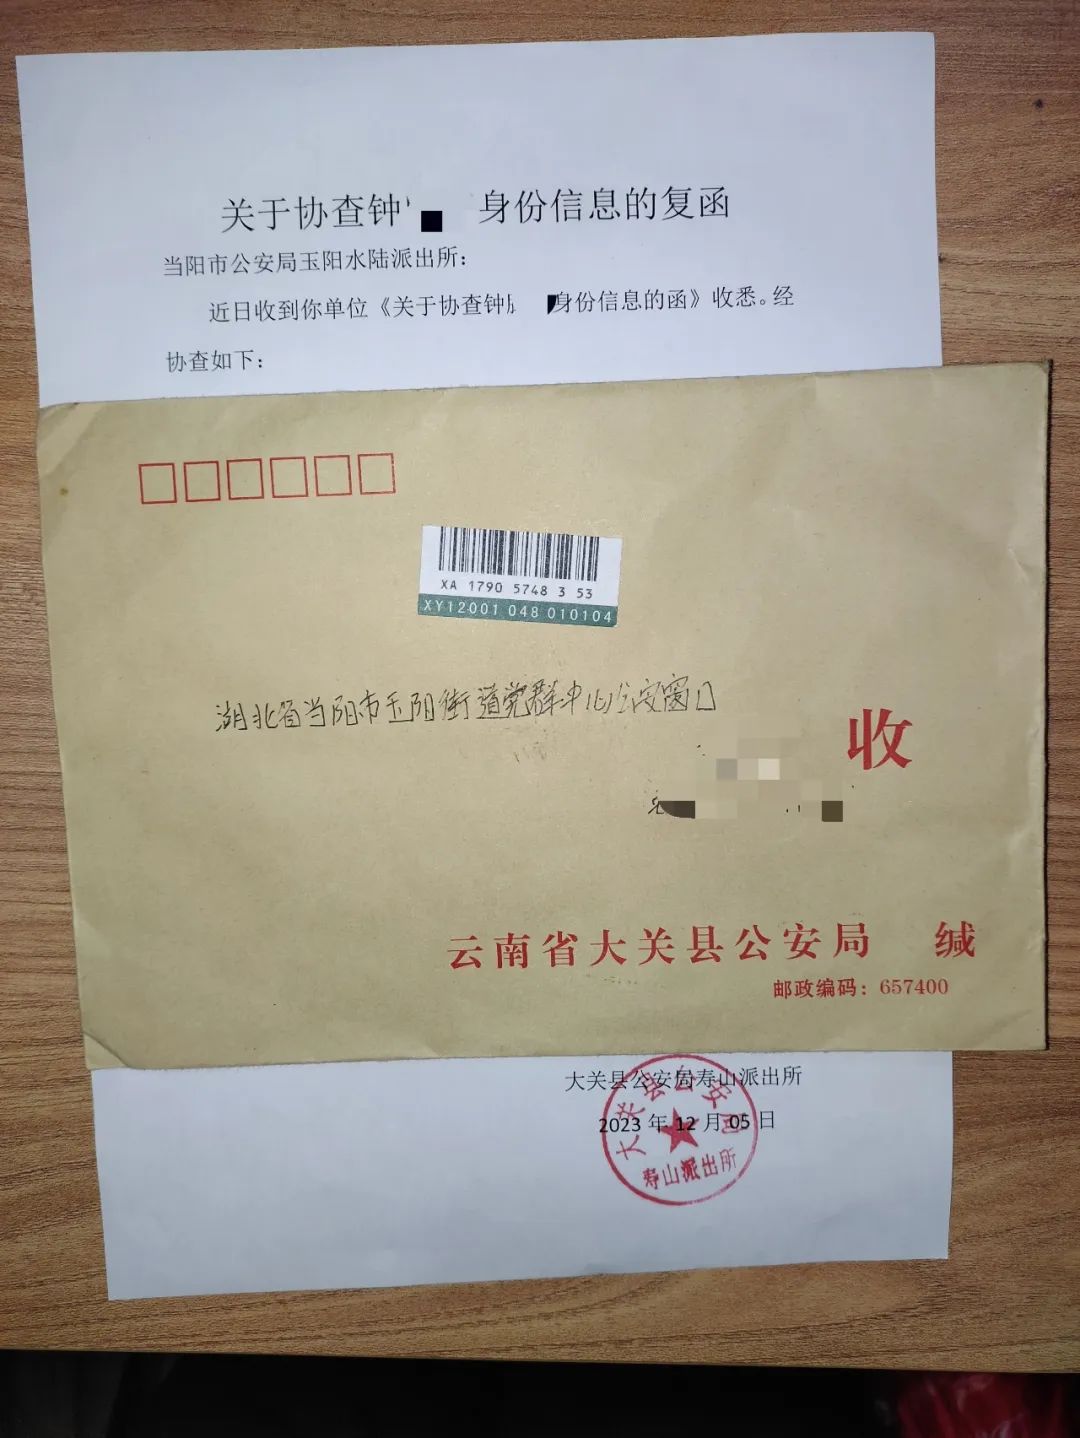 关于协查钟 身份信息的复函
当阳市公安局玉阳水陆派出所：
近日收到你单位《关于协查钟 身份信息的函》收悉。经
协查如下：
XA 1790 5748 3 53
XY12001 048 010104
湖北省当阳市玉阳街道党群中心公安窗口
收
云南省大关县公安局 缄
邮政编码：657400
大关县公安局寿山派出所
2023 年 12 月 05 日
大关县公安局
寿山派出所